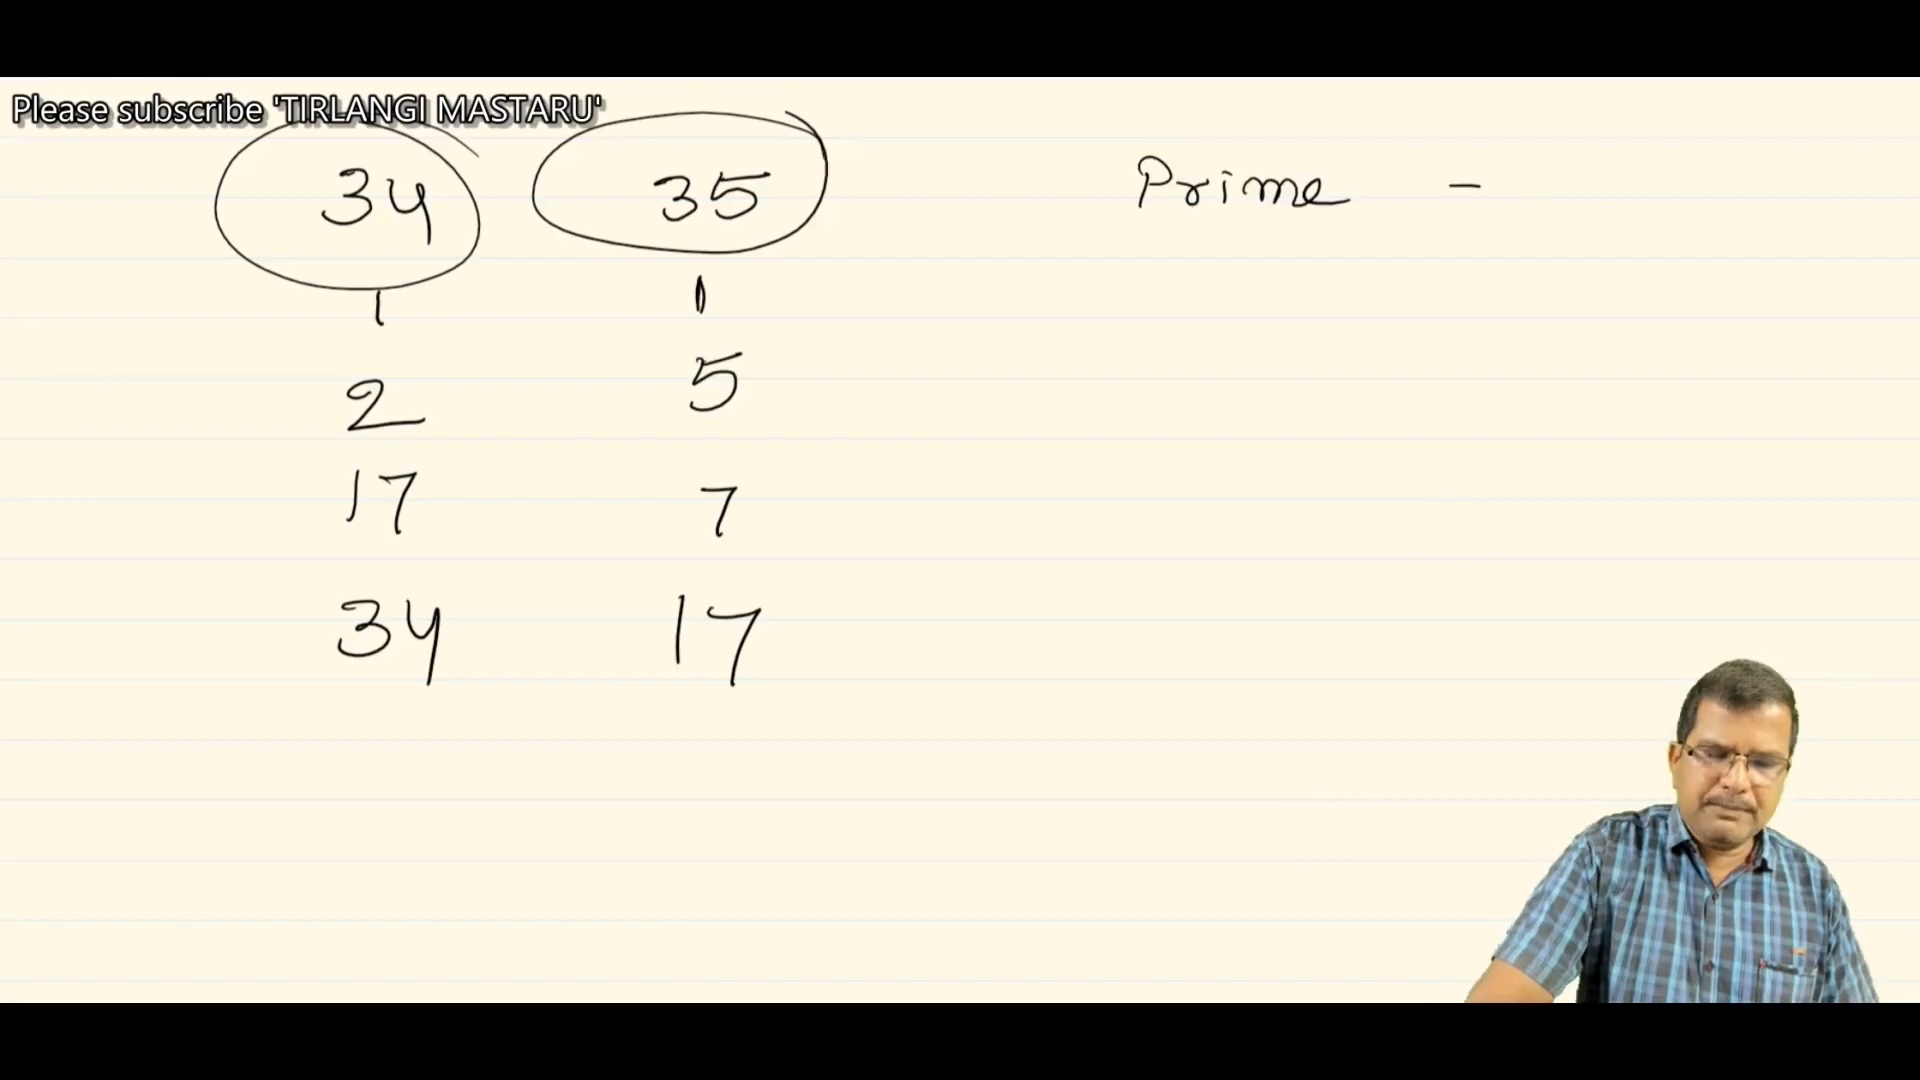 Please subscribe 'TIRLANGI MASTARU'
34 35 Prime -
1 1
2 5
17 7
34 17